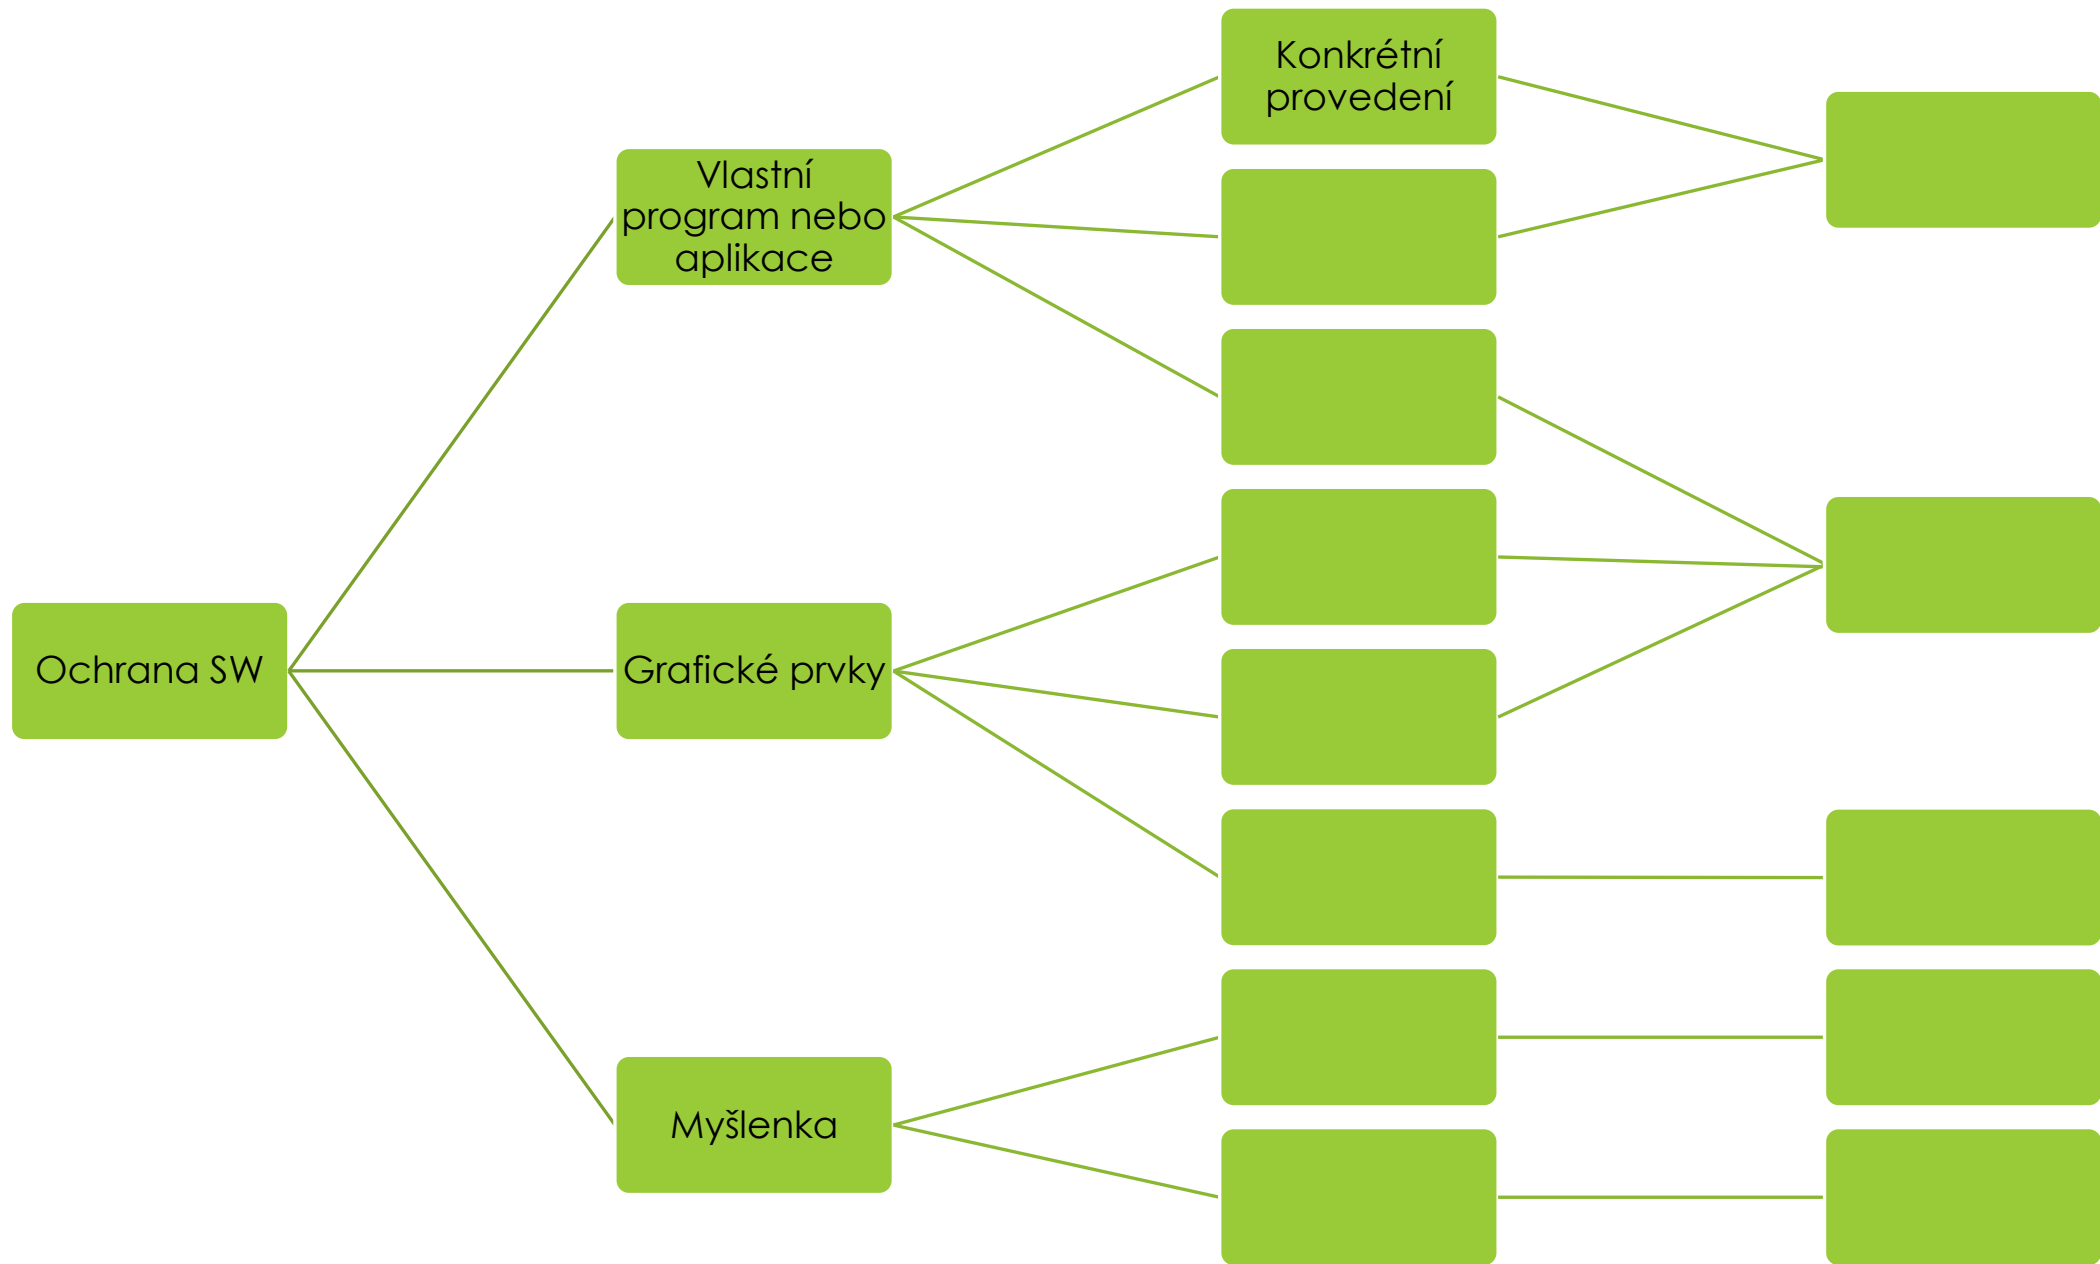 Konkrétní
provedení
Vlastní
program nebo
aplikace
Ochrana SW
Grafické prvky
Myšlenka